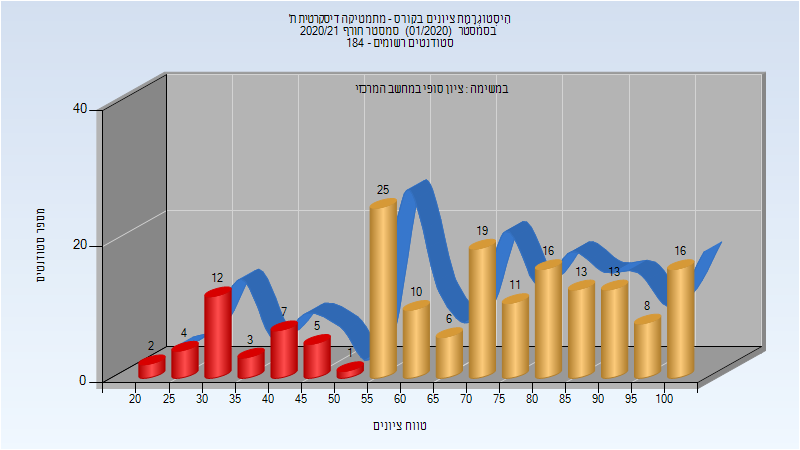 היסטוגרמת ציונים בקורס - מתמטיקה דיסקרטית ת'
בסמסטר (01/2020) סמסטר חורף 2020/21
סטודנטים רשומים - 184
במשימה : ציון סופי במחשב המרכזי
מספר סטודנטים
40
20
0
2
4
12
3
7
5
1
25
10
6
19
11
16
13
13
8
16
20 25 30 35 40 45 50 55 60 65 70 75 80 85 90 95 100
טווח ציונים